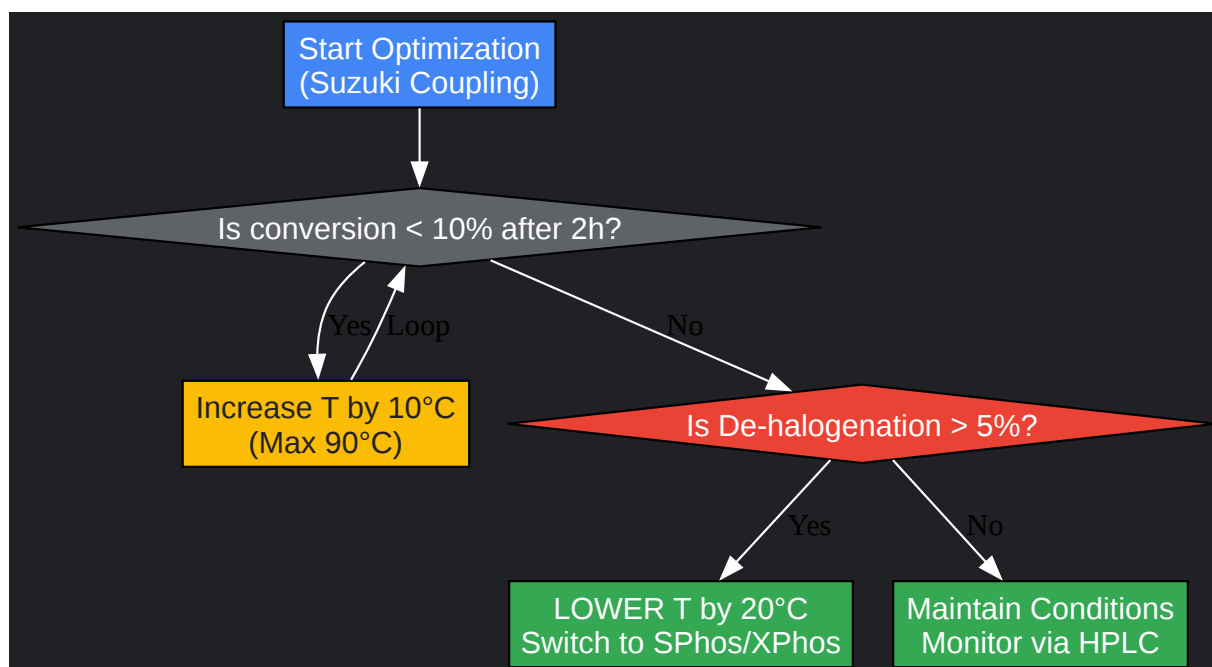 Start Optimization
(Suzuki Coupling)
Is conversion < 10% after 2h?
Yes
Loop
No
Increase T by 10°C
(Max 90°C)
Is De-halogenation > 5%?
Yes
No
LOWER T by 20°C
Switch to SPhos/XPhos
Maintain Conditions
Monitor via HPLC